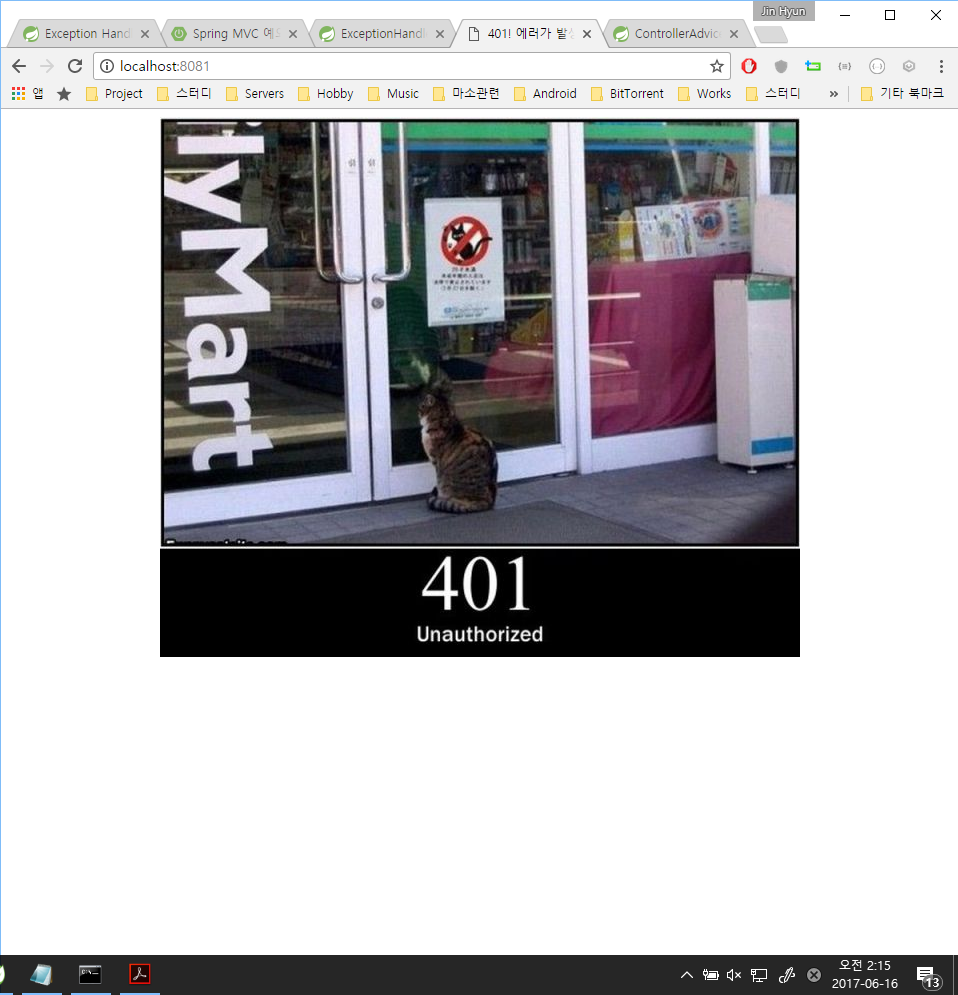 Jin Hyun
Exception Hand
Spring MVC 예
ExceptionHandl
401! 에러가 발
ControllerAdvic
localhost:8081
앱
Project
스터디
Servers
Hobby
Music
마소관련
Android
BitTorrent
Works
스터디
»
기타 북마크
lyMart
401
Unauthorized
오전 2:15
2017-06-16
13